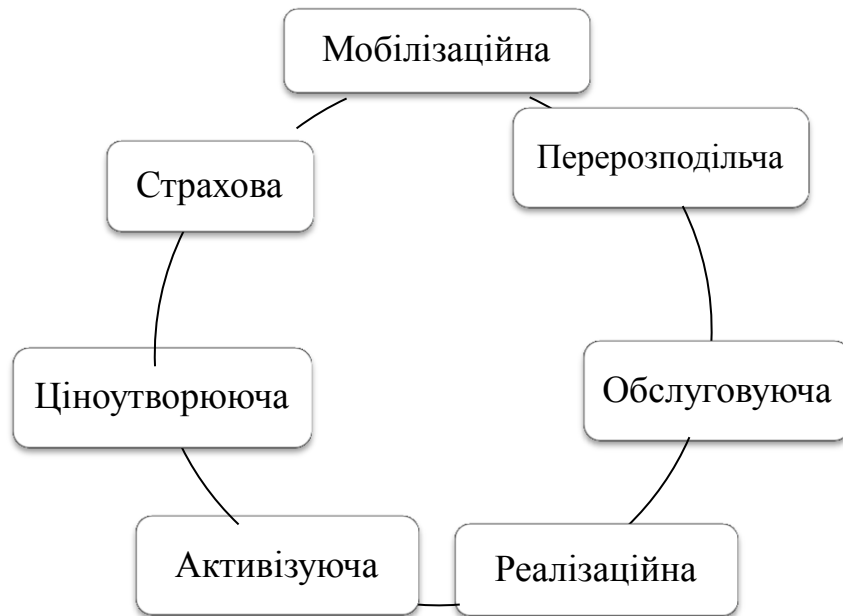 Мобілізаційна
Перерозподільча
Страхова
Обслуговуюча
Ціноутворююча
Реалізаційна
Активізуюча